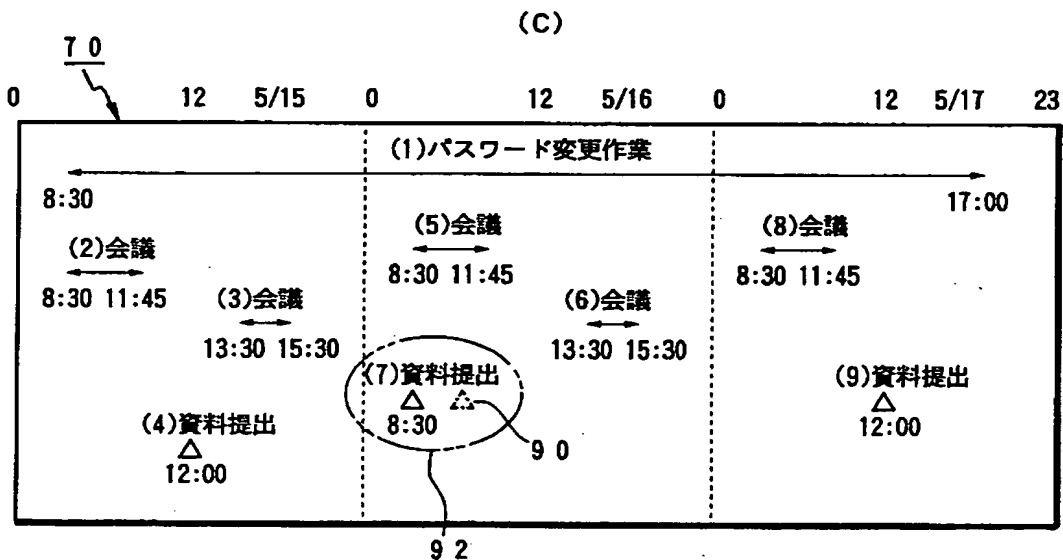 (C)
70
0 12 5/15 0 12 5/16 0 12 5/17 23
(1)パスワード変更作業
8:30 17:00
(2)会議
8:30 11:45
(3)会議
13:30 15:30
(4)資料提出
12:00
(5)会議
8:30 11:45
(6)会議
13:30 15:30
(7)資料提出
8:30
90
92
(8)会議
8:30 11:45
(9)資料提出
12:00